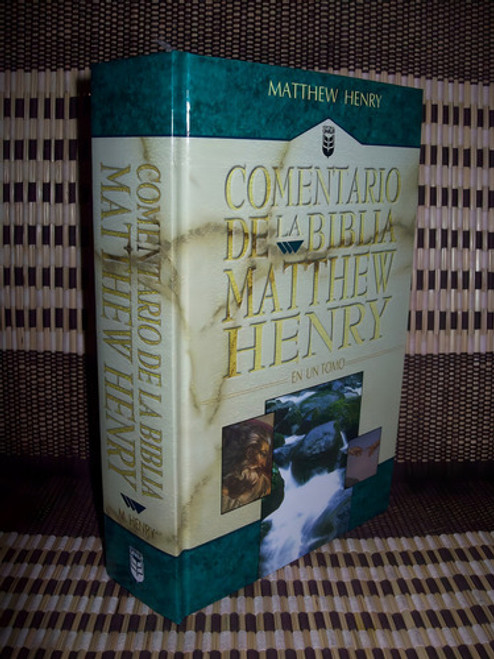 MATTHEW HENRY
COMENTARIO
DE LA BIBLIA
MATTHEW
HENRY
EN UN TOMO
COMENTARIO DE LA BIBLIA
MATTHEW HENRY
M. HENRY